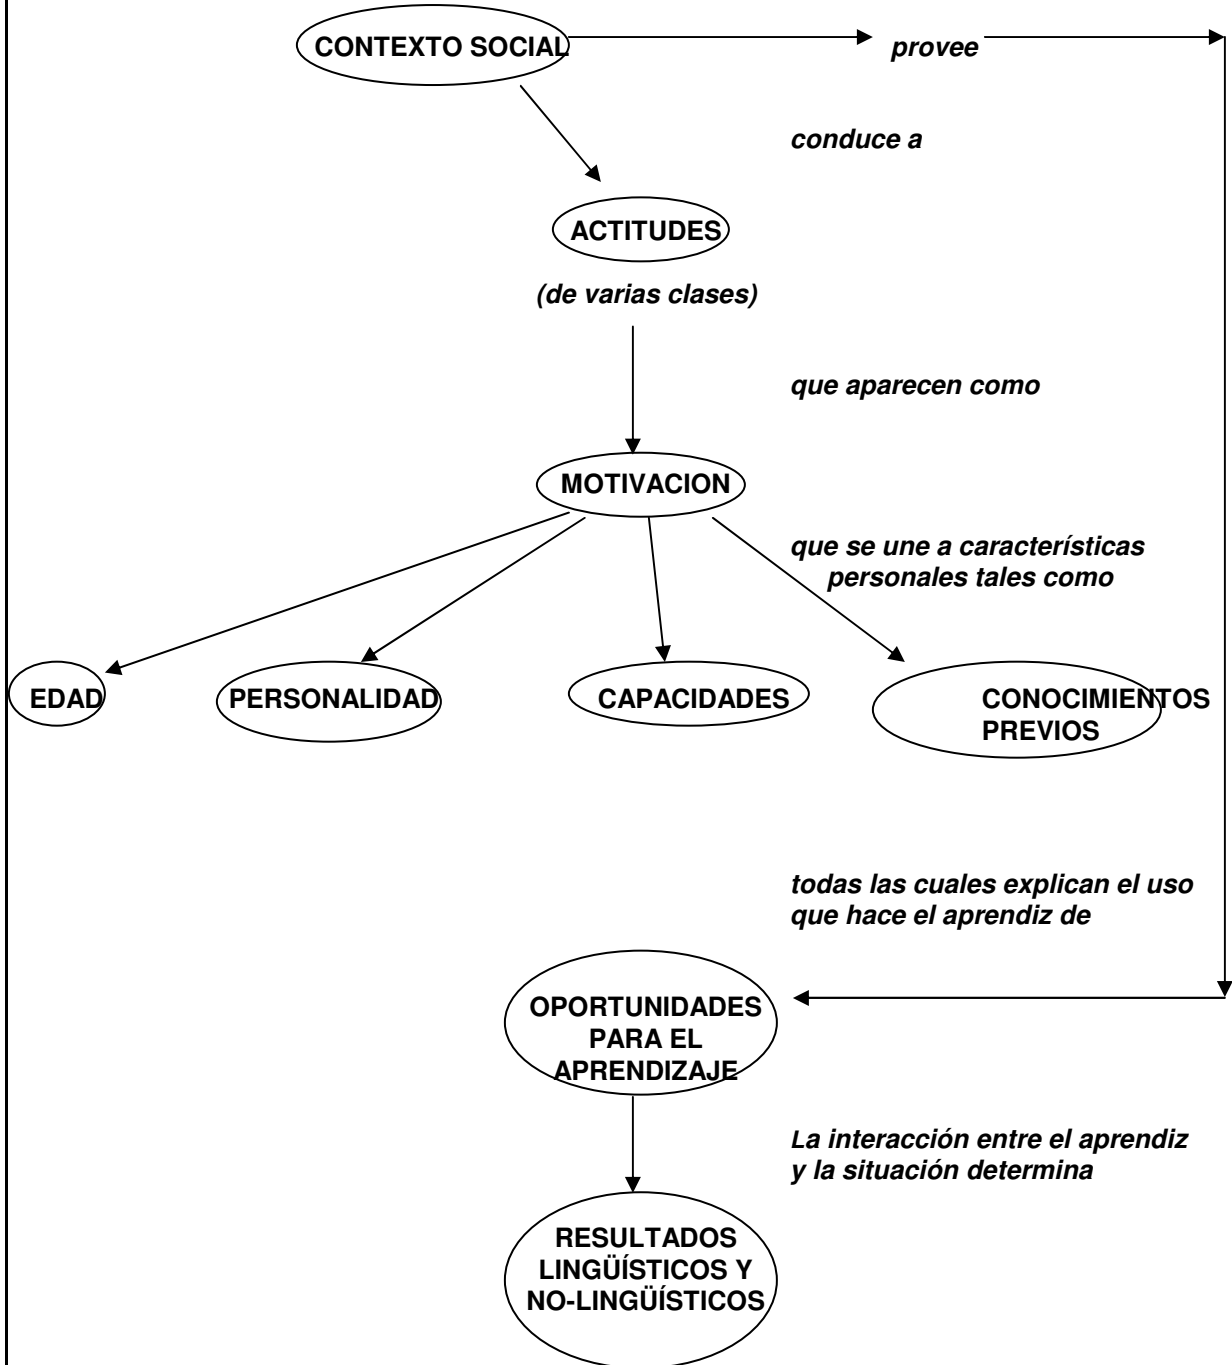 CONTEXTO SOCIAL
provee
conduce a
ACTITUDES
(de varias clases)
que aparecen como
MOTIVACION
que se une a características
personales tales como
EDAD
PERSONALIDAD
CAPACIDADES
CONOCIMIENTOS
PREVIOS
todas las cuales explican el uso
que hace el aprendiz de
OPORTUNIDADES
PARA EL
APRENDIZAJE
La interacción entre el aprendiz
y la situación determina
RESULTADOS
LINGÜÍSTICOS Y
NO-LINGÜÍSTICOS